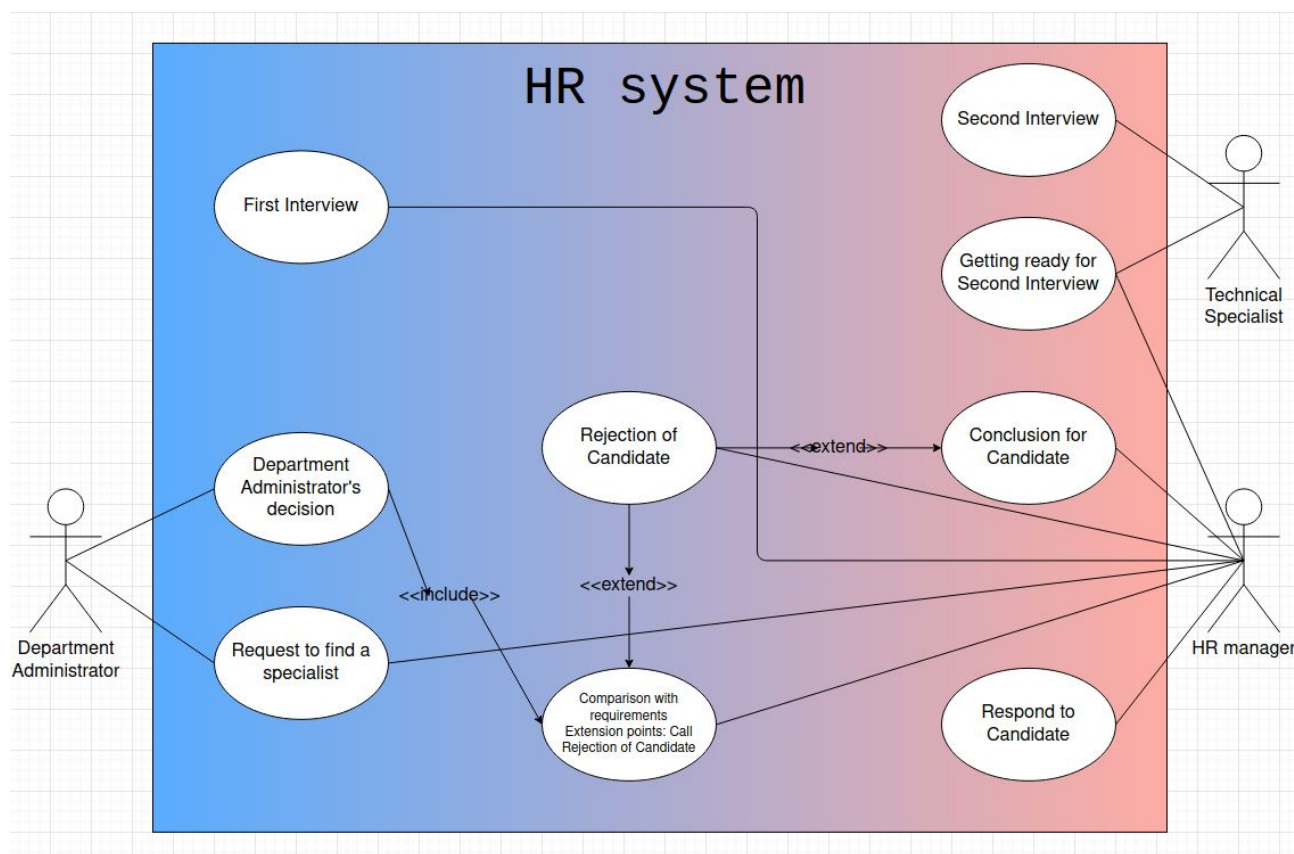 HR system
Second Interview
First Interview
Getting ready for
Second Interview
Technical
Specialist
Rejection of
Candidate
<<extend>>
Conclusion for
Candidate
Department
Administrator's
decision
<<include>>
<<extend>>
Department
Administrator
Request to find a
specialist
HR manager
Comparison with
requirements
Extension points: Call
Rejection of Candidate
Respond to
Candidate